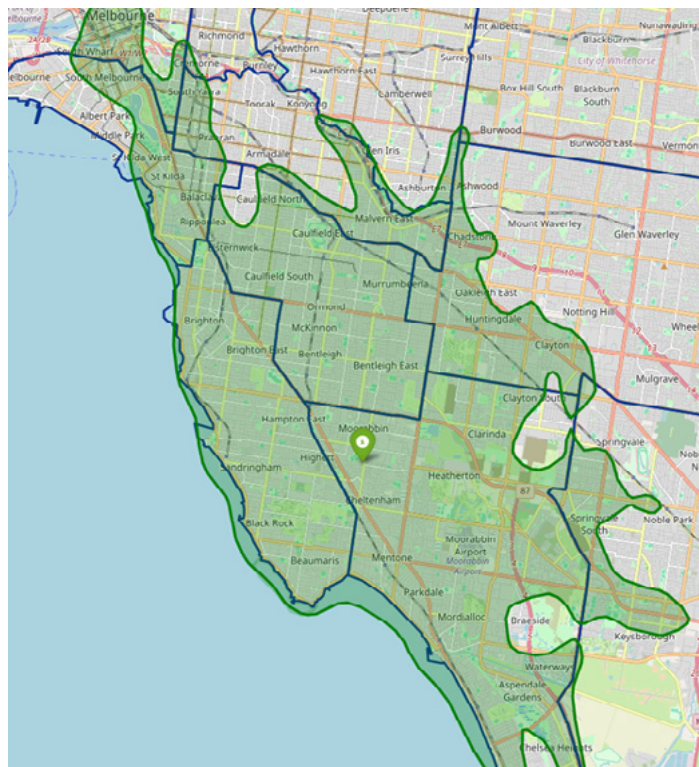 Melbourne
Richmond
Mont Albert
Nunawading
Blackburn
Hawthorn
South Wharf
Cremorne
Burnley
Surrey Hills
City of Whitehorse
Hawthorn East
South Melbourne
South Yarra
Toorak
Kooyong
Camberwell
Box Hill South
Blackburn
South
Albert Park
Middle Park
Prahran
Burwood
Burwood East
Vermo
St Kilda West
Armadale
Glen Iris
St Kilda
Ashburton
Ashwood
Balaclava
Caulfield North
Ripponlea
Malvern East
Mount Waverley
Caulfield East
Chadstone
Glen Waverley
Elsternwick
Caulfield South
Murrumbeena
Oakleigh East
Ormond
Notting Hill
Brighton
McKinnon
Huntingdale
Wheel
Brighton East
Bentleigh
Clayton
Bentleigh East
Mulgrave
Clayton South
Hampton East
Moorabbin
Clarinda
Springvale
Highett
Sandringham
Heatherton
87
Cheltenham
Noble Park
Springvale
South
Black Rock
Moorabbin
Airport
Moorabbin
Airport
Beaumaris
Mentone
Parkdale
Mordialloc
Braeside
Keysborough
Waterways
Aspendale
Gardens
Chelsea Heights